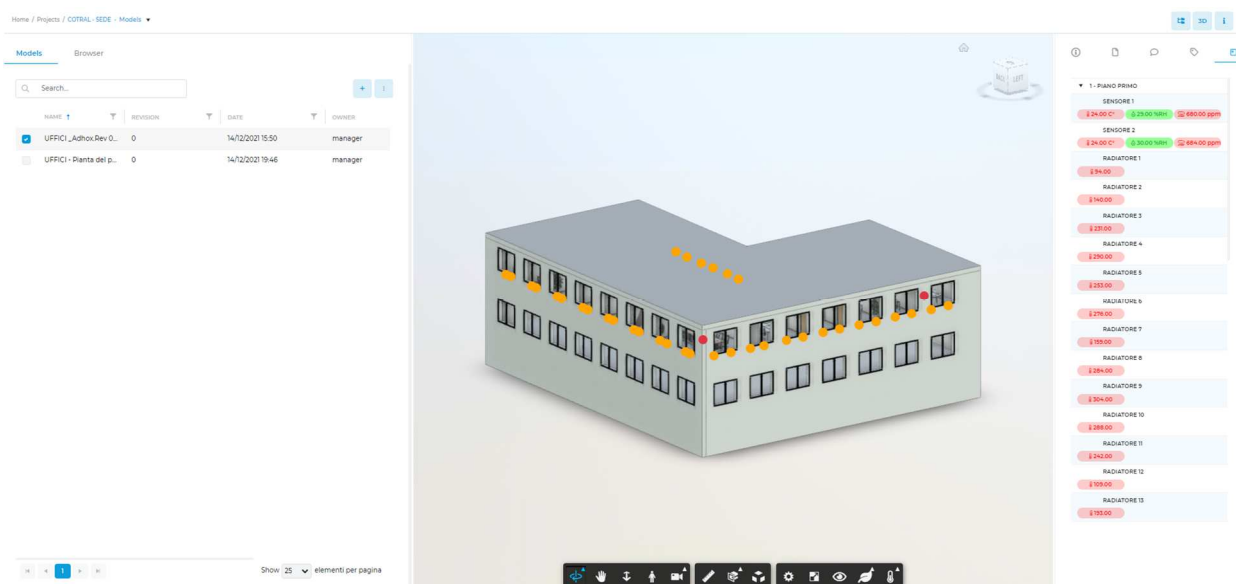 Home / Projects / COTRAL - SEDE - Models
3D
i
Models
Browser
Search...
+
NAME ↑
REVISION
DATE
OWNER
UFFICI _Adhox.Rev 0...
0
14/12/2021 15:50
manager
UFFICI - Pianta del p...
0
14/12/2021 19:46
manager
1
Show 25 elementi per pagina
LEFT
1 - PIANO PRIMO
SENSORE 1
24.00 C° 29.00 %RH 680.00 ppm
SENSORE 2
24.00 C° 30.00 %RH 684.00 ppm
RADIATORE 1
94.00
RADIATORE 2
140.00
RADIATORE 3
231.00
RADIATORE 4
290.00
RADIATORE 5
253.00
RADIATORE 6
276.00
RADIATORE 7
159.00
RADIATORE 8
284.00
RADIATORE 9
304.00
RADIATORE 10
288.00
RADIATORE 11
242.00
RADIATORE 12
109.00
RADIATORE 13
193.00